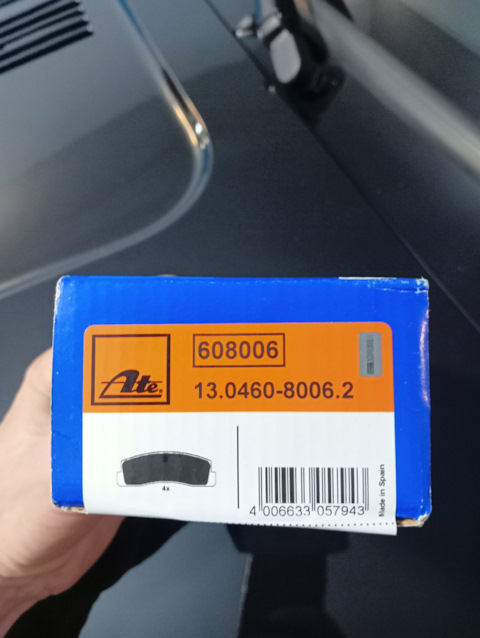 608006
Ate
13.0460-8006.2
4x
4 006633 057943
Made in Spain